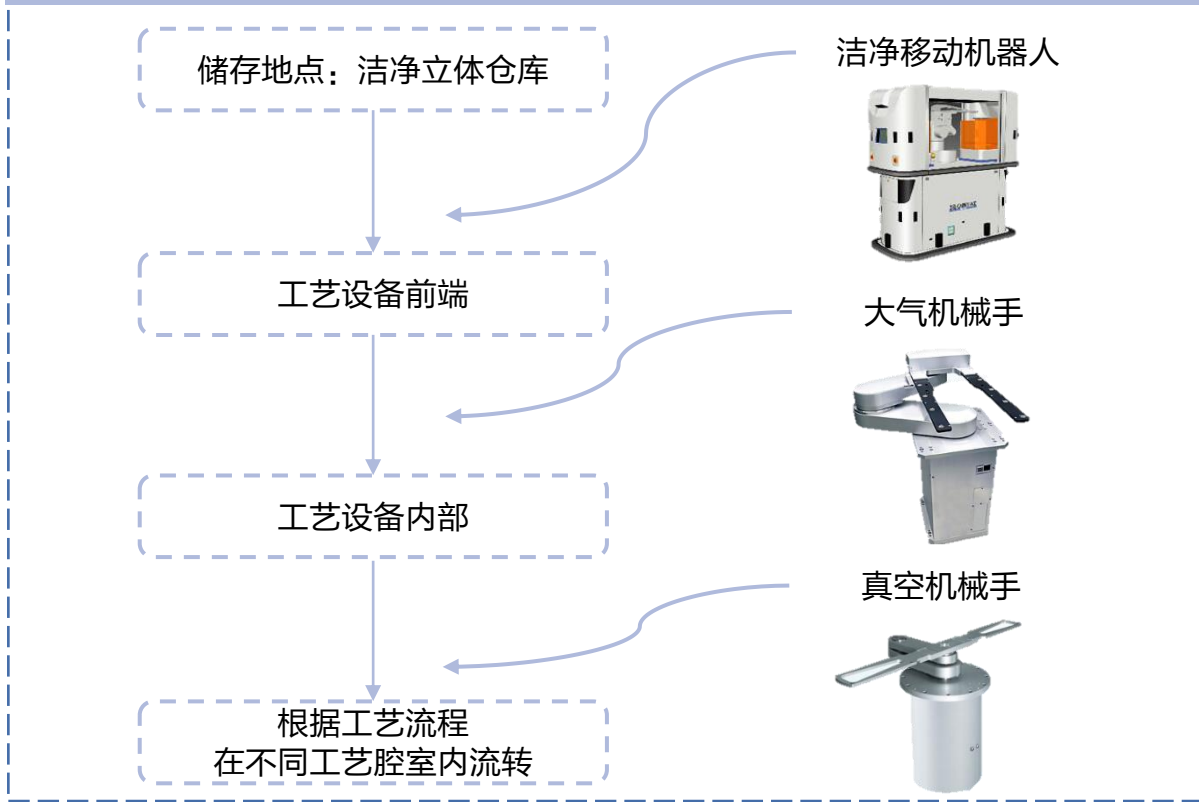 储存地点：洁净立体仓库
洁净移动机器人
工艺设备前端
大气机械手
工艺设备内部
真空机械手
根据工艺流程
在不同工艺腔室内流转